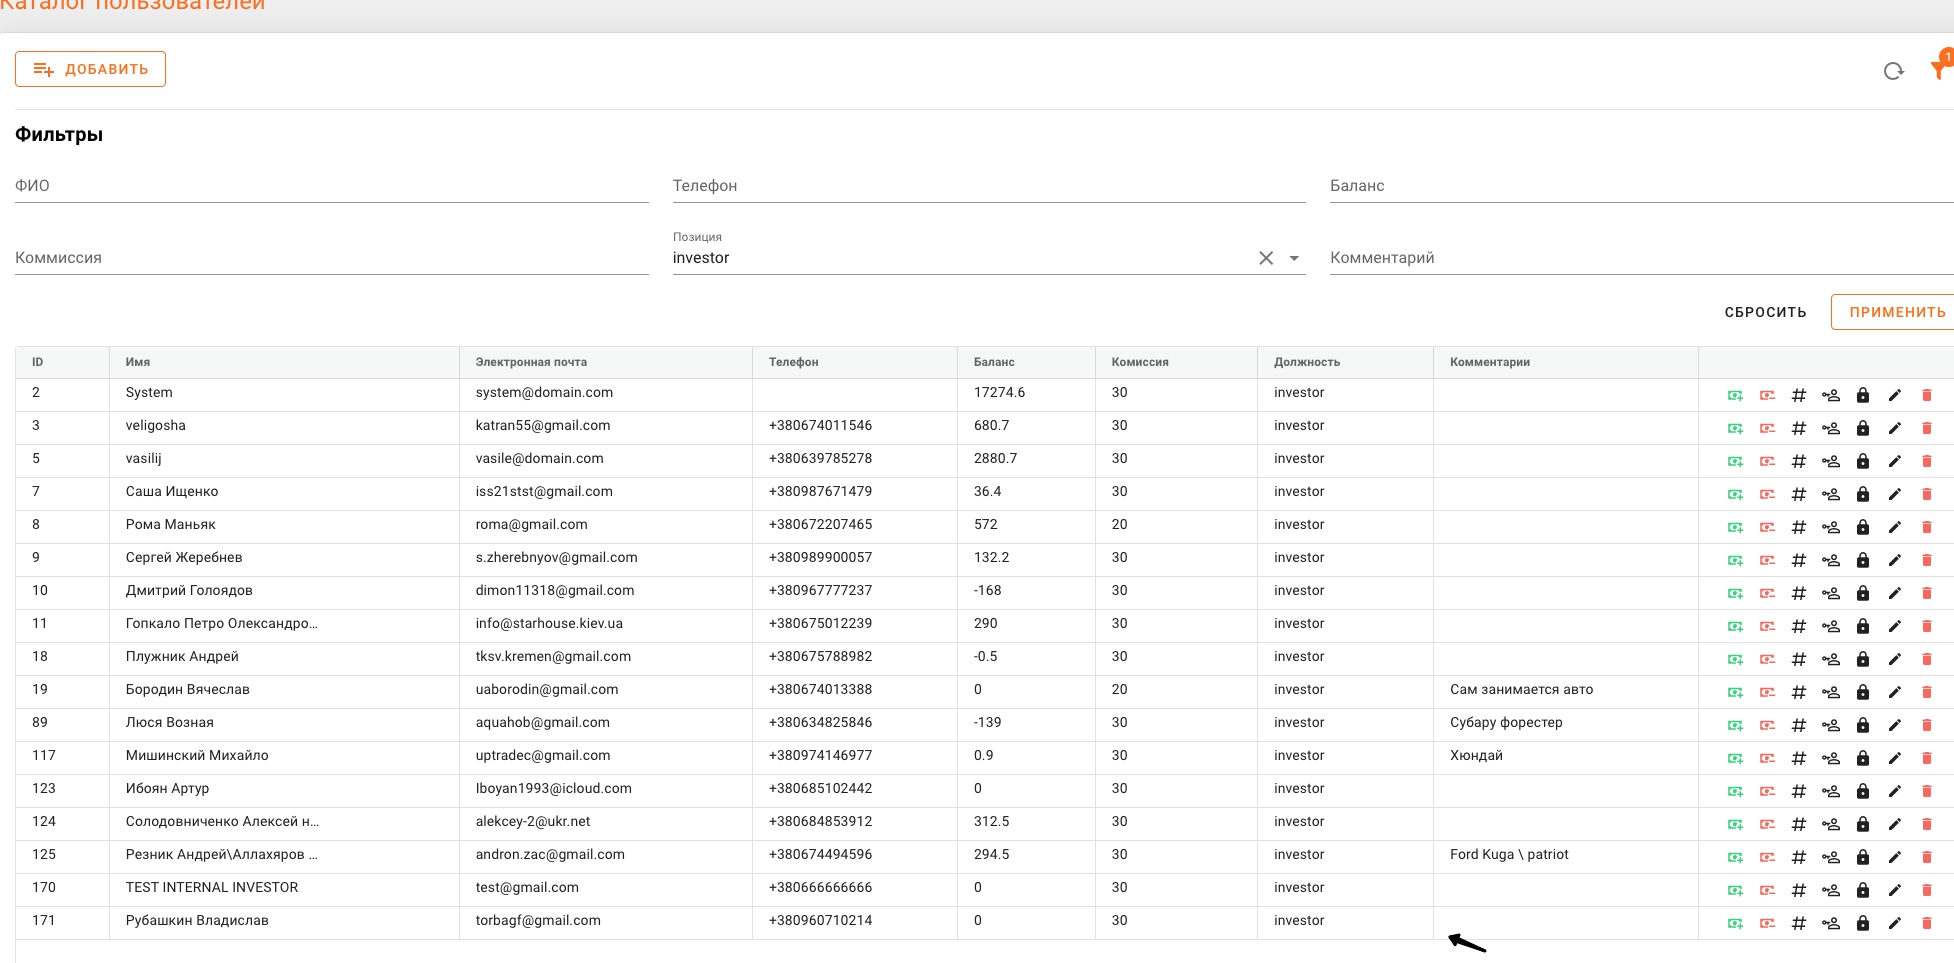 Каталог пользователей
ДОБАВИТЬ
1
Фильтры
ФИО Телефон Баланс
Позиция
Коммиссия investor Комментарий
СБРОСИТЬ ПРИМЕНИТЬ
ID Имя Электронная почта Телефон Баланс Комиссия Должность Комментарии
2 System system@domain.com 17274.6 30 investor
3 veligosha katran55@gmail.com +380674011546 680.7 30 investor
5 vasilij vasile@domain.com +380639785278 2880.7 30 investor
7 Саша Ищенко iss21stst@gmail.com +380987671479 36.4 30 investor
8 Рома Маньяк roma@gmail.com +380672207465 572 20 investor
9 Сергей Жеребнев s.zherebnyov@gmail.com +380989900057 132.2 30 investor
10 Дмитрий Голоядов dimon11318@gmail.com +380967777237 -168 30 investor
11 Гопкало Петро Олександро... info@starhouse.kiev.ua +380675012239 290 30 investor
18 Плужник Андрей tksv.kremen@gmail.com +380675788982 -0.5 30 investor
19 Бородин Вячеслав uaborodin@gmail.com +380674013388 0 20 investor Сам занимается авто
89 Люся Возная aquahob@gmail.com +380634825846 -139 30 investor Субару форестер
117 Мишинский Михайло uptradec@gmail.com +380974146977 0.9 30 investor Хюндай
123 Ибоян Артур Iboyan1993@icloud.com +380685102442 0 30 investor
124 Солодовниченко Алексей н... alekcey-2@ukr.net +380684853912 312.5 30 investor
125 Резник Андрей\Аллахяров ... andron.zac@gmail.com +380674494596 294.5 30 investor Ford Kuga \ patriot
170 TEST INTERNAL INVESTOR test@gmail.com +380666666666 0 30 investor
171 Рубашкин Владислав torbagf@gmail.com +380960710214 0 30 investor